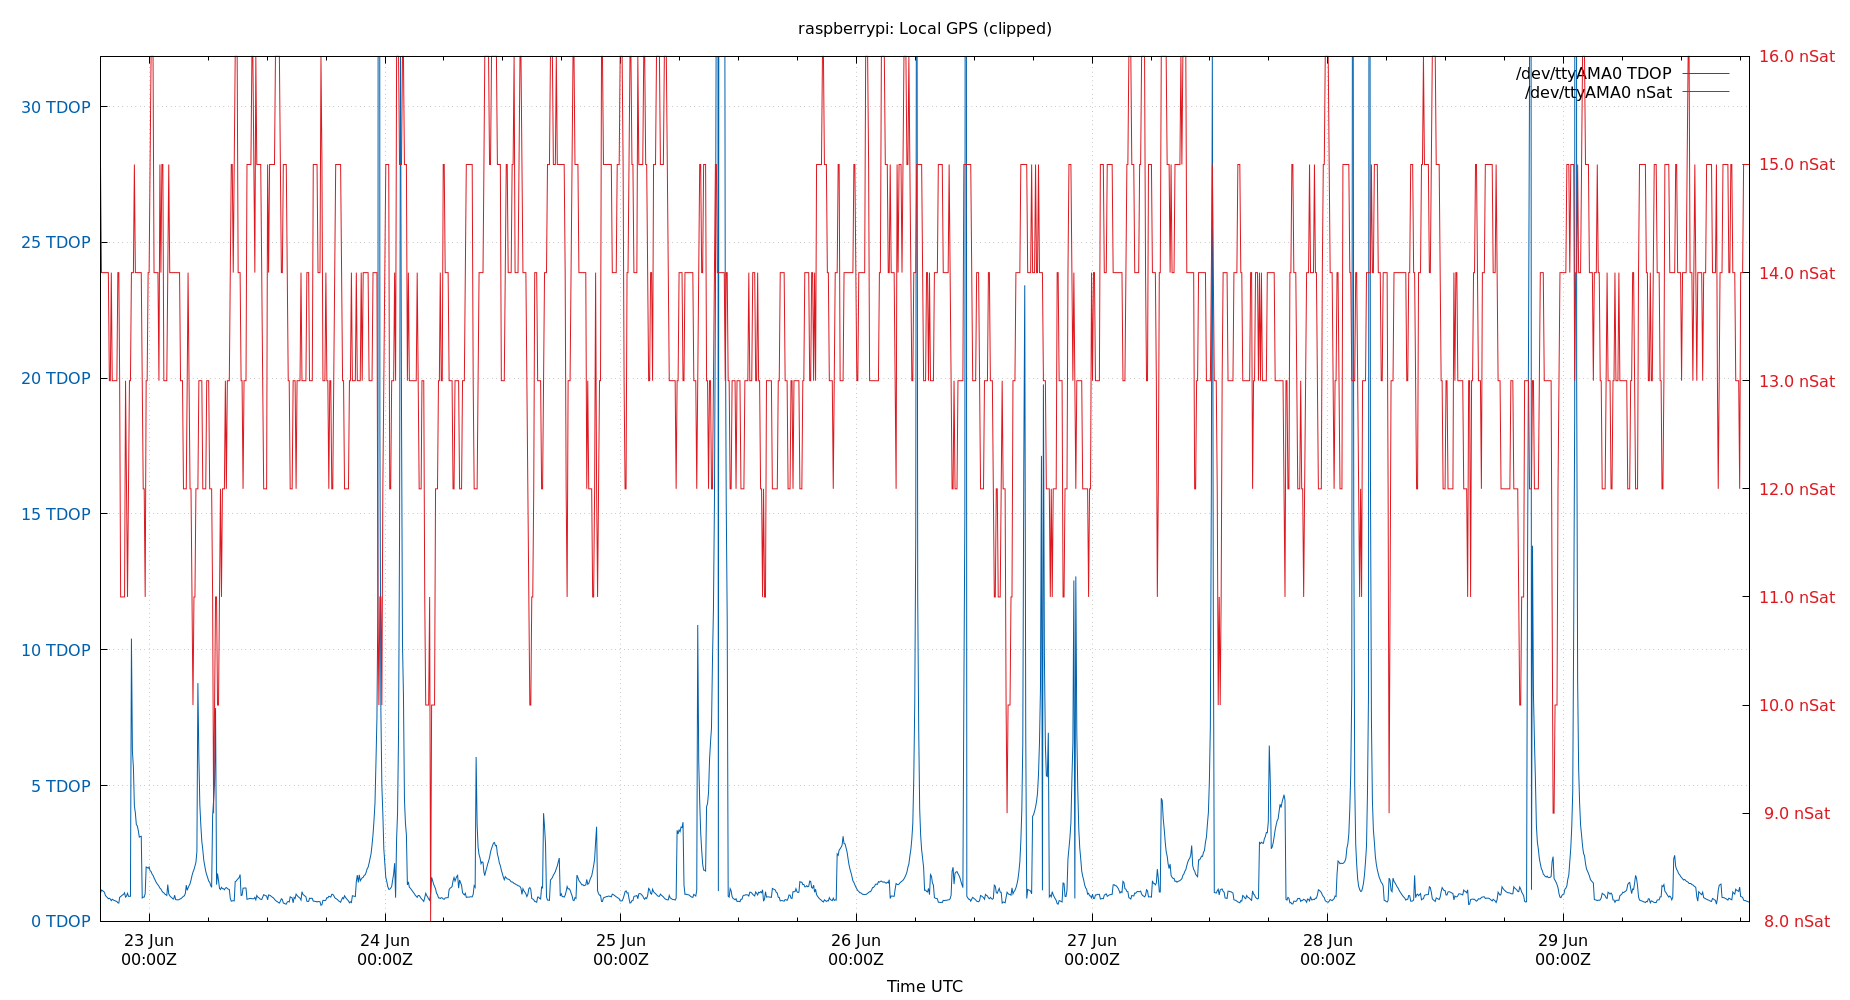 raspberrypi: Local GPS (clipped)
/dev/ttyAMA0 TDOP
/dev/ttyAMA0 nSat
30 TDOP
25 TDOP
20 TDOP
15 TDOP
10 TDOP
5 TDOP
0 TDOP
16.0 nSat
15.0 nSat
14.0 nSat
13.0 nSat
12.0 nSat
11.0 nSat
10.0 nSat
9.0 nSat
8.0 nSat
23 Jun
00:00Z
24 Jun
00:00Z
25 Jun
00:00Z
26 Jun
00:00Z
27 Jun
00:00Z
28 Jun
00:00Z
29 Jun
00:00Z
Time UTC